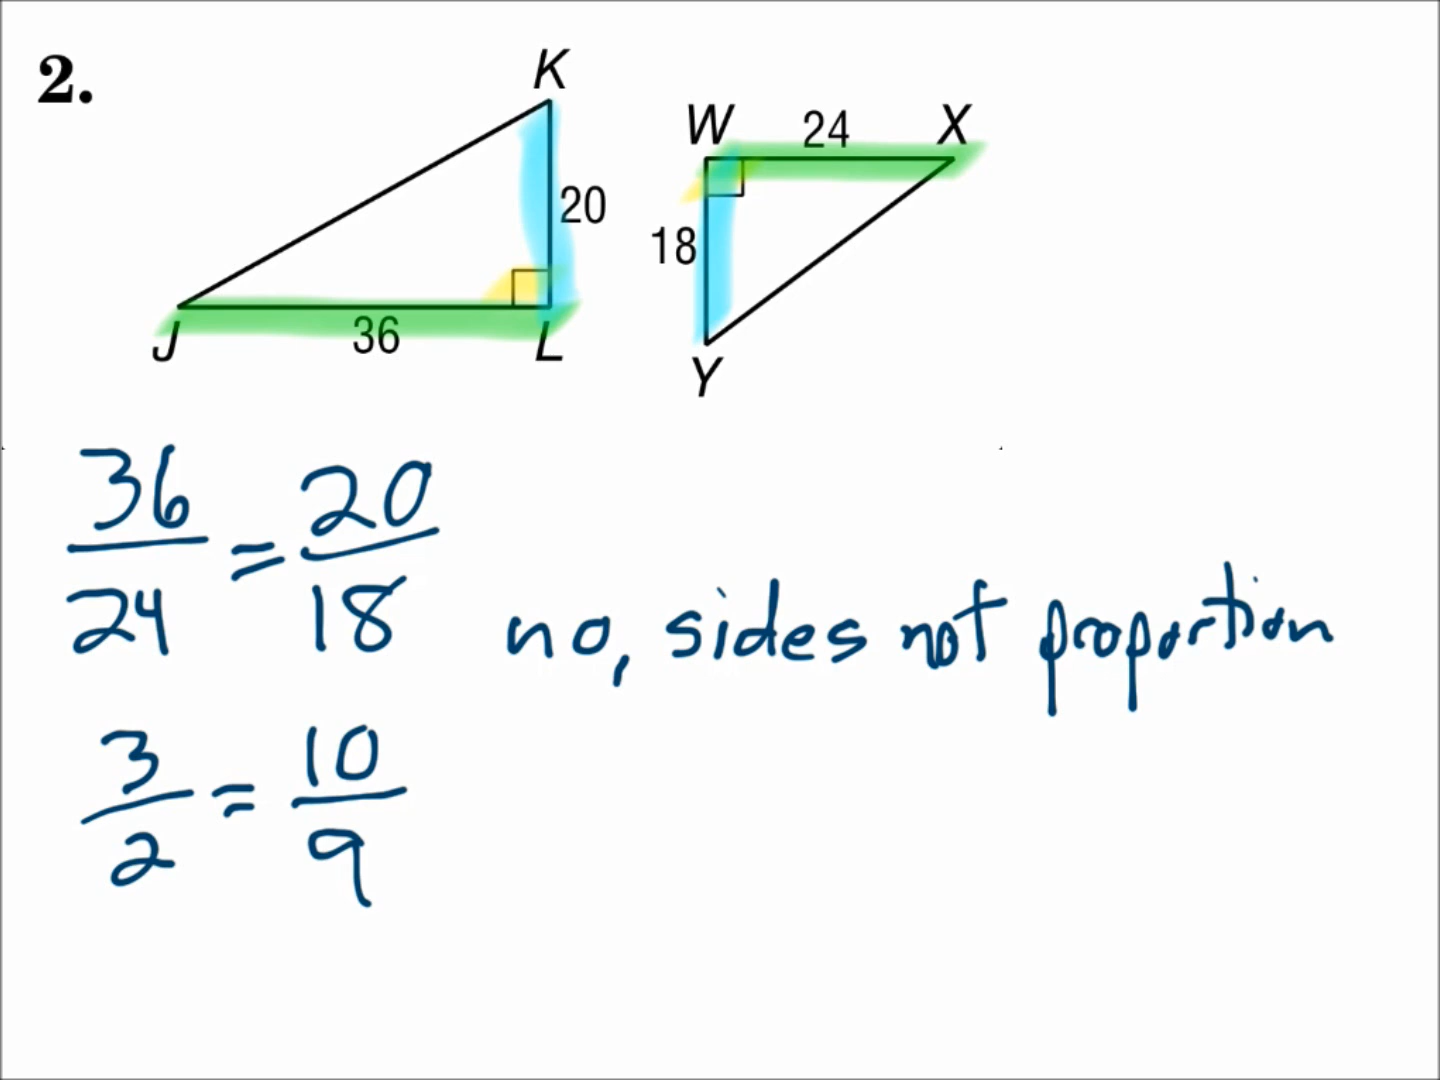 2.
K
20
J
36
L
W
24
X
18
Y
36/24 = 20/18
no, sides not proportion
3/2 = 10/9